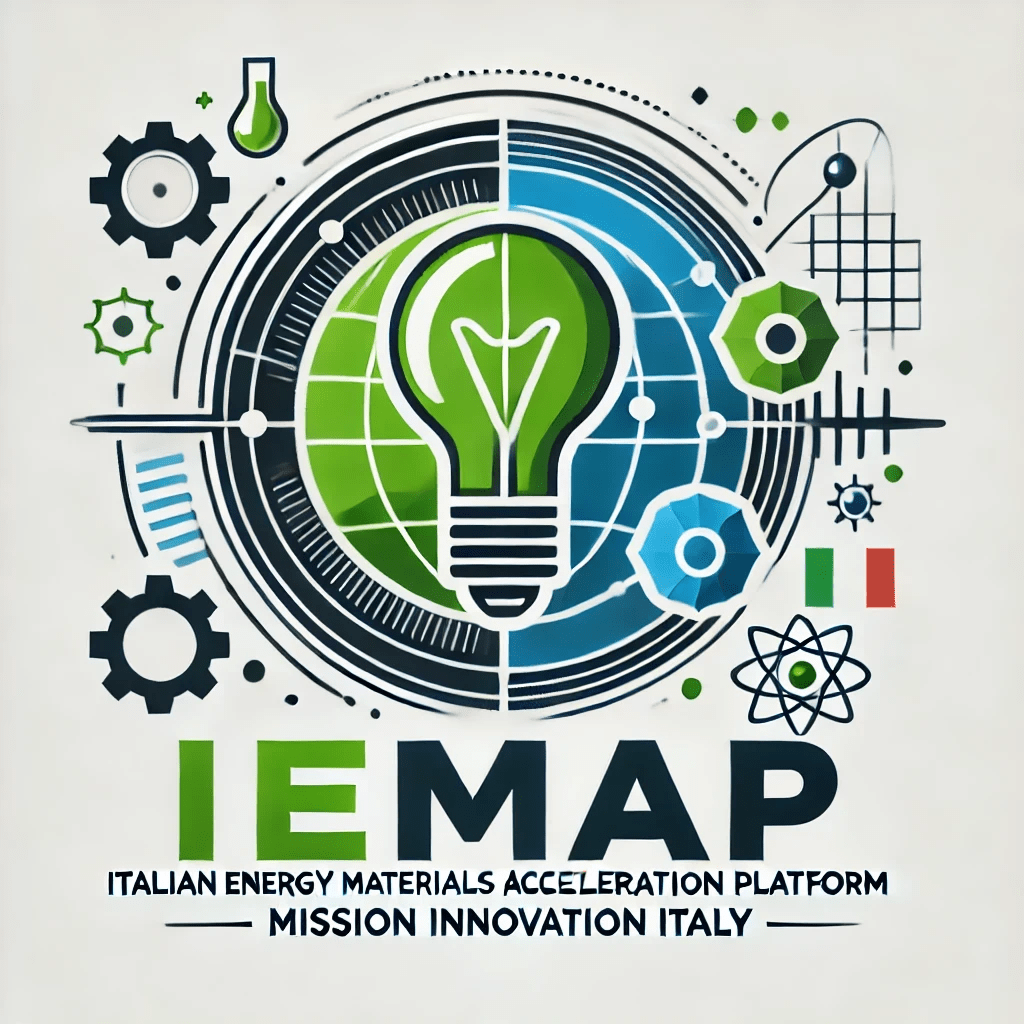 IEMAP
ITALIAN ENERGY MATERIALS ACCELERATION PLATFORM
MISSION INNOVATION ITALY